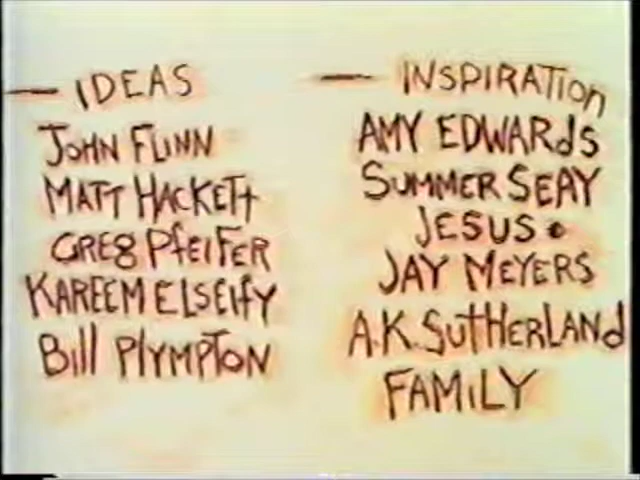 — IDEAS
JOHN FLINN
MATT HACKETT
GREG PfEiFER
KAREEM ELSEIfY
Bill PlYMPTON
— INSPIRATION
AMY EDWARdS
SUMMER SEAY
JESUS
JAY MEYERS
A.K. SUTHERLANd
FAMiLY